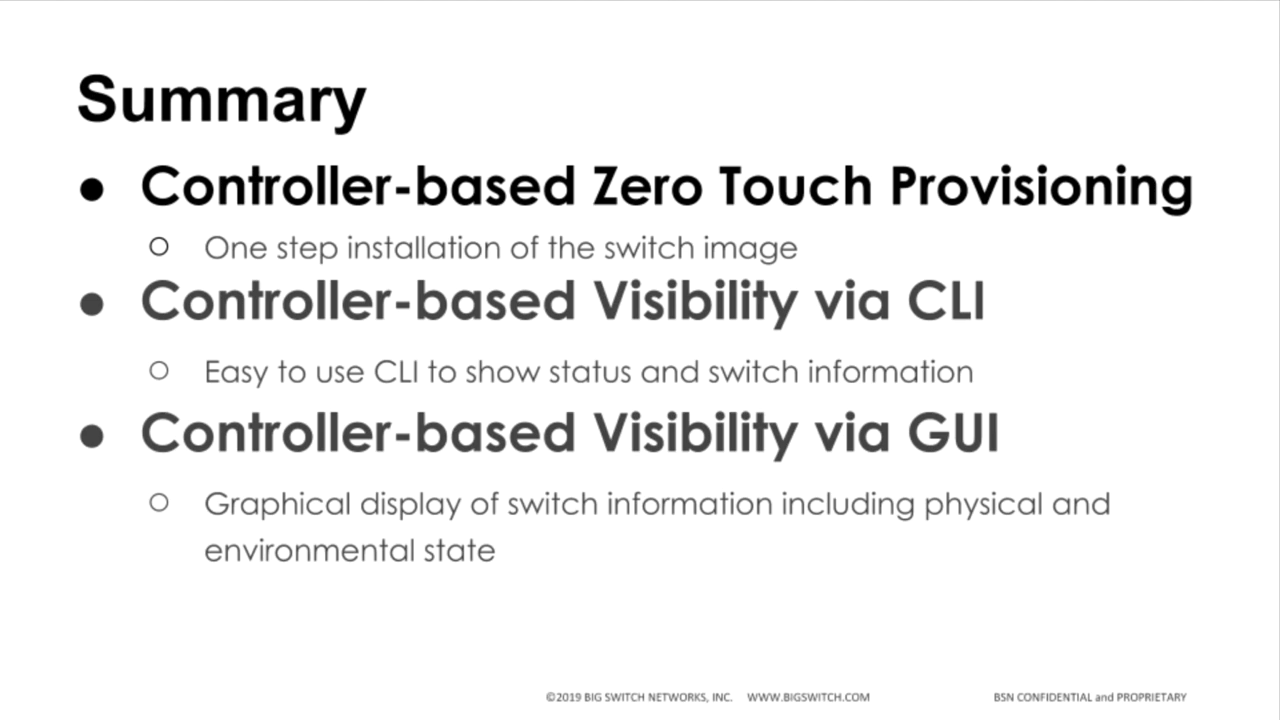 Summary
● Controller-based Zero Touch Provisioning
○ One step installation of the switch image
● Controller-based Visibility via CLI
○ Easy to use CLI to show status and switch information
● Controller-based Visibility via GUI
○ Graphical display of switch information including physical and
environmental state
©2019 BIG SWITCH NETWORKS, INC. WWW.BIGSWITCH.COM BSN CONFIDENTIAL and PROPRIETARY